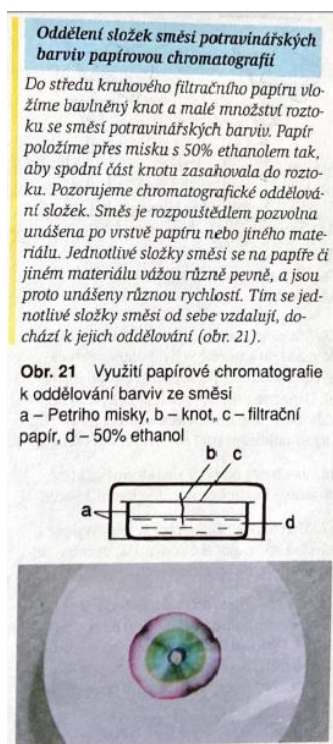 Oddělení složek směsi potravinářských
barviv papírovou chromatografií
Do středu kruhového filtračního papíru vlo-
žíme bavlněný knot a malé množství rozto-
ku se směsí potravinářských barviv. Papír
položíme přes misku s 50% ethanolem tak,
aby spodní část knotu zasahovala do rozto-
ku. Pozorujeme chromatografické oddělová-
ní složek. Směs je rozpouštědlem pozvolna
unášena po vrstvě papíru nebo jiného mate-
riálu. Jednotlivé složky směsi se na papíře či
jiném materiálu vážou různě pevně, a jsou
proto unášeny různou rychlostí. Tím se jed-
notlivé složky směsi od sebe vzdalují, do-
chází k jejich oddělování (obr. 21).
Obr. 21 Využití papírové chromatografie
k oddělování barviv ze směsi
a – Petriho misky, b – knot, c – filtrační
papír, d – 50% ethanol
b c
a
d